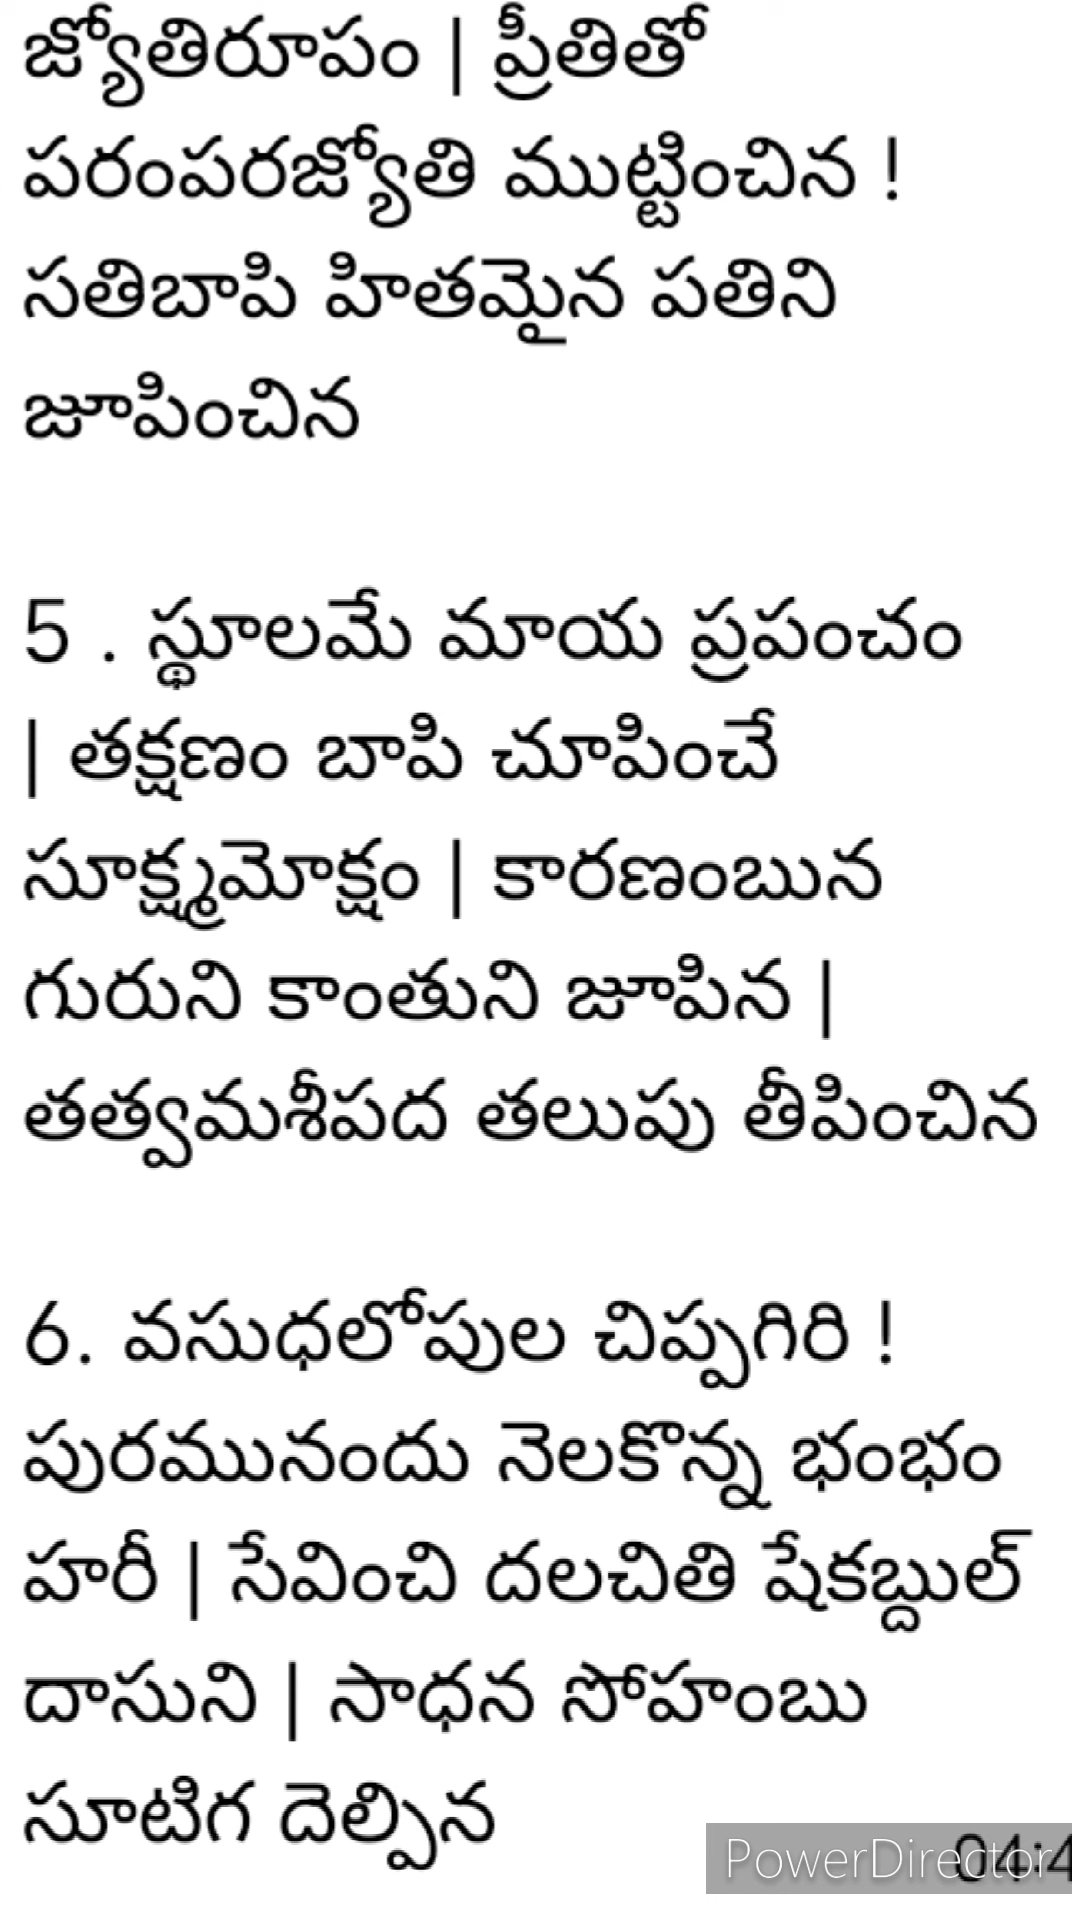 జ్యోతిరూపం | ప్రీతితో
పరంపరజ్యోతి ముట్టించిన !
సతిబాపి హితమైన పతిని
జూపించిన
5 . స్థూలమే మాయ ప్రపంచం
| తక్షణం బాపి చూపించే
సూక్ష్మమోక్షం | కారణంబున
గురుని కాంతుని జూపిన |
తత్వమశీపద తలుపు తీపించిన
6. వసుధలోపుల చిప్పగిరి !
పురమునందు నెలకొన్న భంభం
హరీ | సేవించి దలచితి షేకబ్దుల్
దాసుని | సాధన సోహంబు
సూటిగ దెల్పిన
PowerDirector